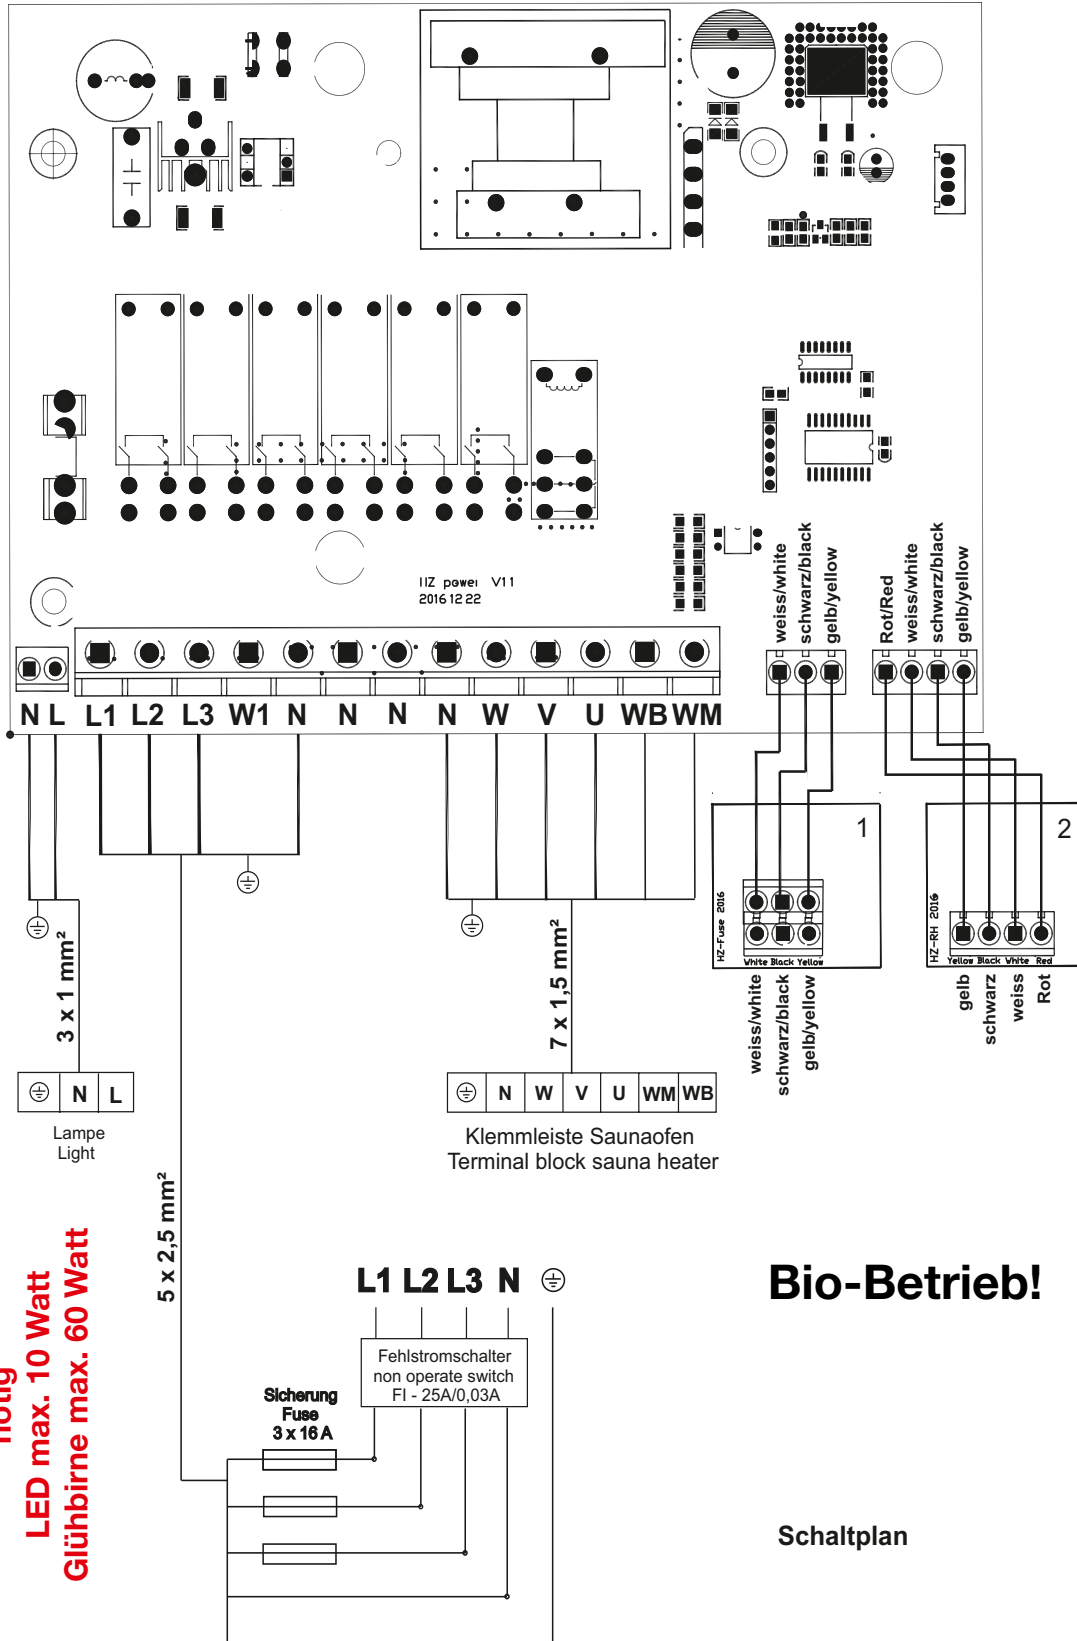 IIZ power V11
2016 12 22
weiss/white
schwarz/black
gelb/yellow
Rot/Red
weiss/white
schwarz/black
gelb/yellow
N L L1 L2 L3 W1 N N N N W V U WB WM
1
2
HZ-Fuse 2016
White Black Yellow
HZ-RH 2016
Yellow Black White Red
weiss/white
schwarz/black
gelb/yellow
gelb
schwarz
weiss
Rot
3 x 1 mm²
7 x 1,5 mm²
N L
Lampe
Light
N W V U WM WB
Klemmleiste Saunaofen
Terminal block sauna heater
5 x 2,5 mm²
nötig
LED max. 10 Watt
Glühbirne max. 60 Watt
L1 L2 L3 N
Fehlstromschalter
non operate switch
FI - 25A/0,03A
Sicherung
Fuse
3 x 16 A
Bio-Betrieb!
Schaltplan